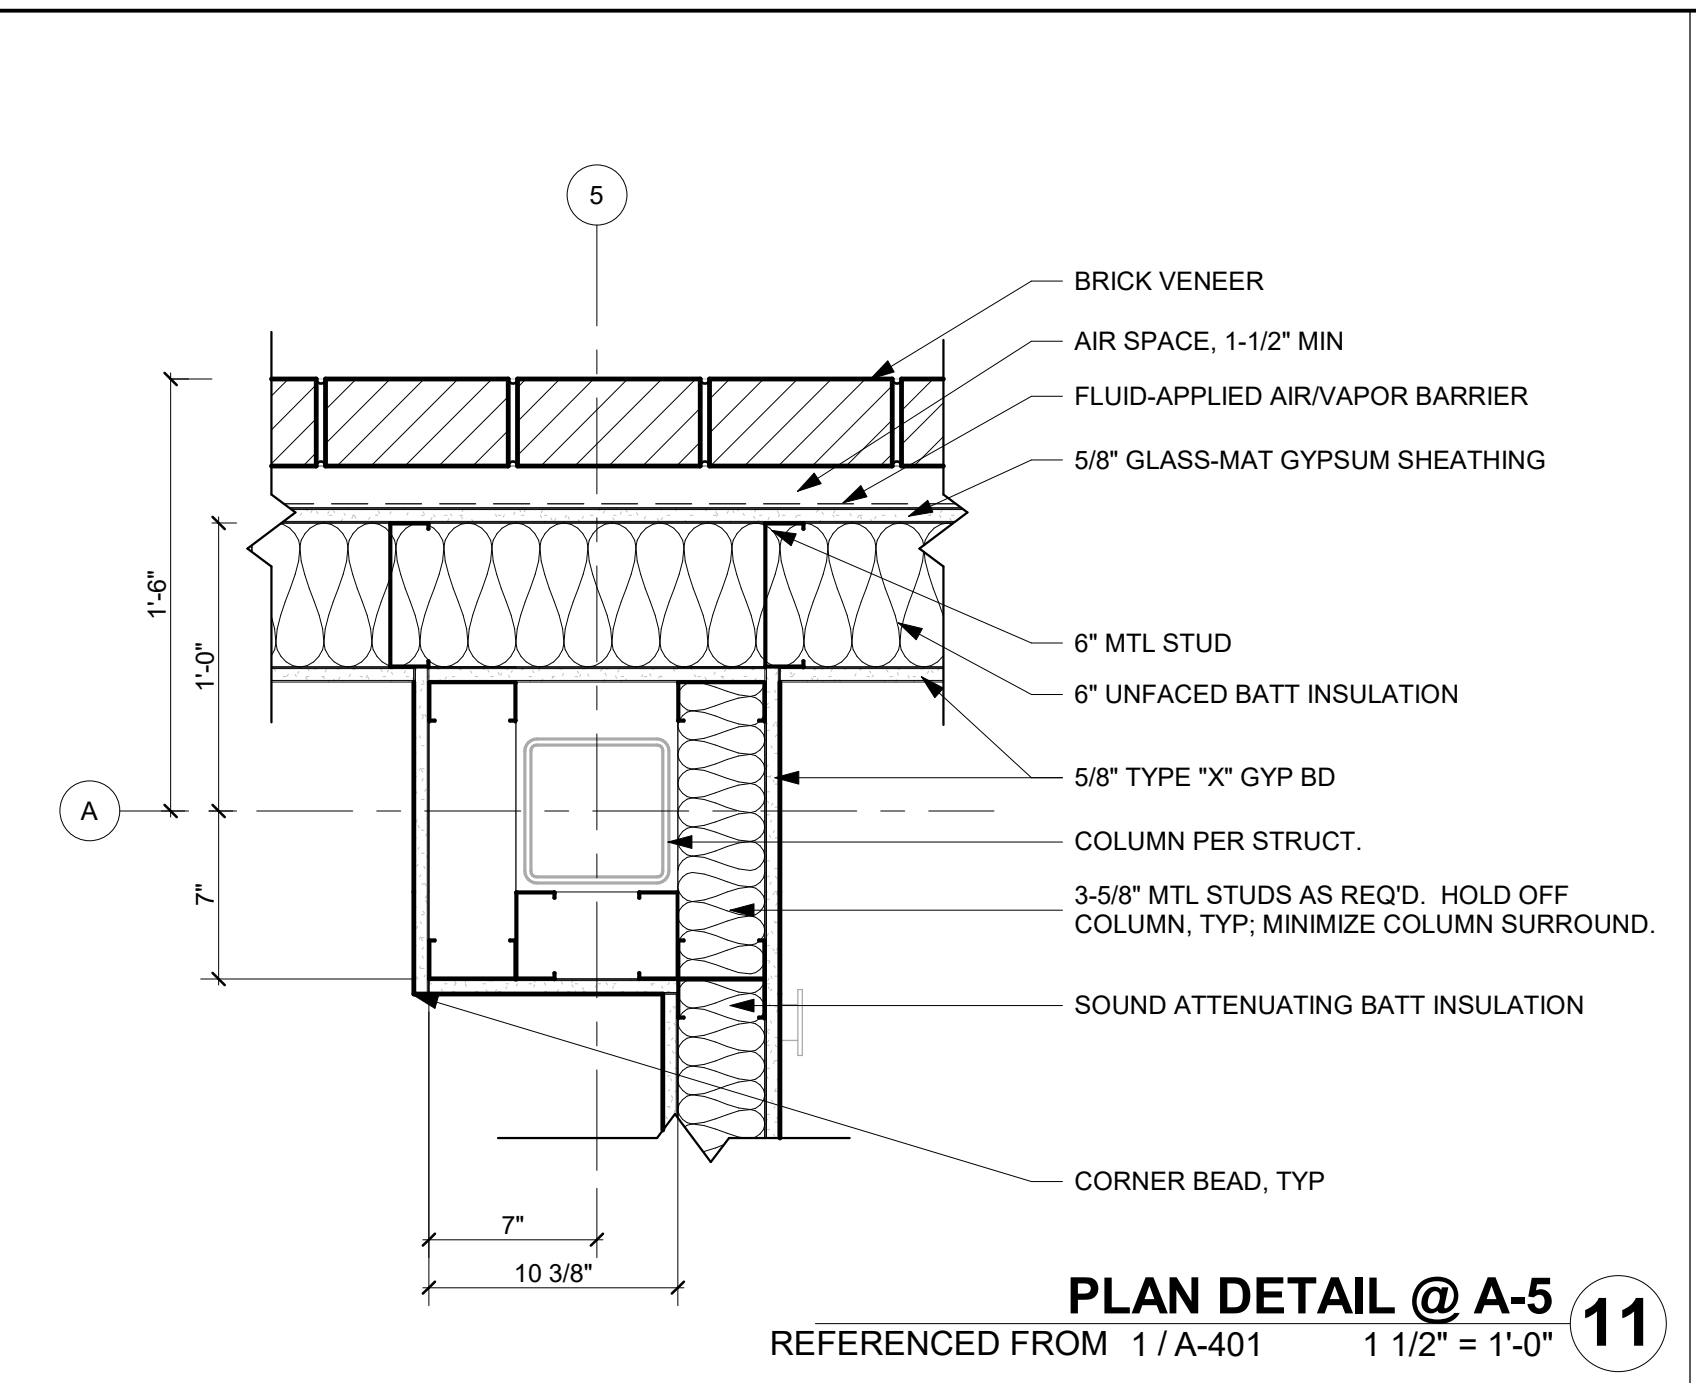 5
BRICK VENEER
AIR SPACE, 1-1/2" MIN
FLUID-APPLIED AIR/VAPOR BARRIER
5/8" GLASS-MAT GYPSUM SHEATHING
1'-6"
1'-0"
6" MTL STUD
6" UNFACED BATT INSULATION
5/8" TYPE "X" GYP BD
A
COLUMN PER STRUCT.
7"
3-5/8" MTL STUDS AS REQ'D. HOLD OFF
COLUMN, TYP; MINIMIZE COLUMN SURROUND.
SOUND ATTENUATING BATT INSULATION
CORNER BEAD, TYP
7"
10 3/8"
PLAN DETAIL @ A-5
11
REFERENCED FROM 1 / A-401 1 1/2" = 1'-0"